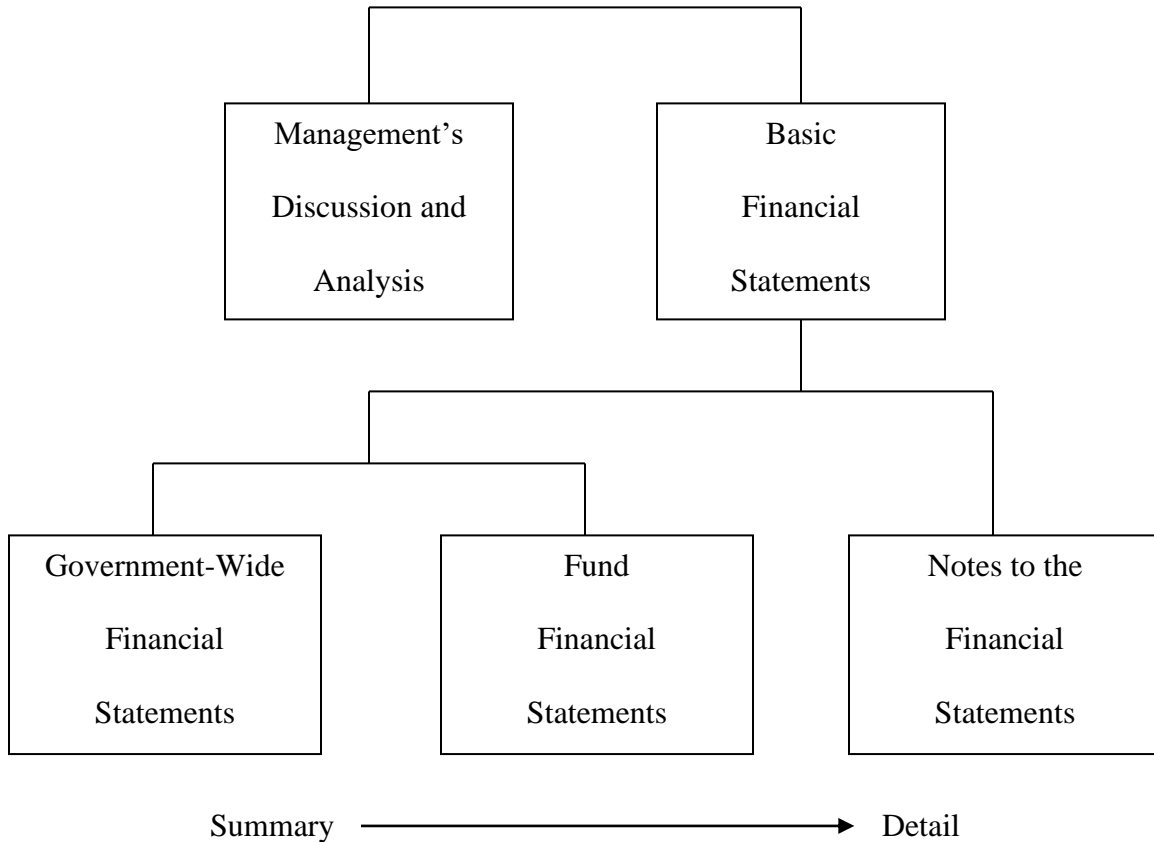 Management’s
Discussion and
Analysis
Basic
Financial
Statements
Government-Wide
Financial
Statements
Fund
Financial
Statements
Notes to the
Financial
Statements
Summary
Detail